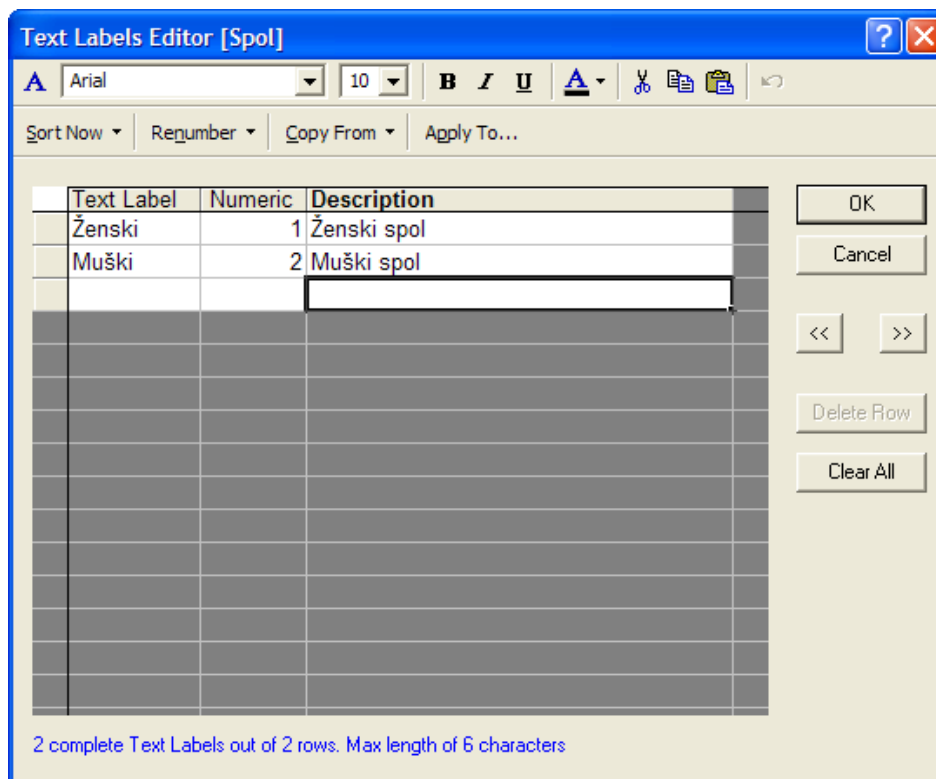 Text Labels Editor [Spol]
A Arial 10 B I U A
Sort Now Renumber Copy From Apply To...
Text Label Numeric Description
Ženski 1 Ženski spol
Muški 2 Muški spol
OK
Cancel
<< >>
Delete Row
Clear All
2 complete Text Labels out of 2 rows. Max length of 6 characters